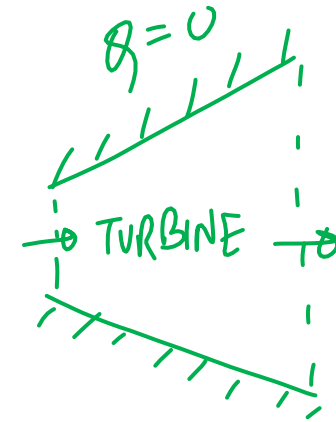 q = 0
TURBINE